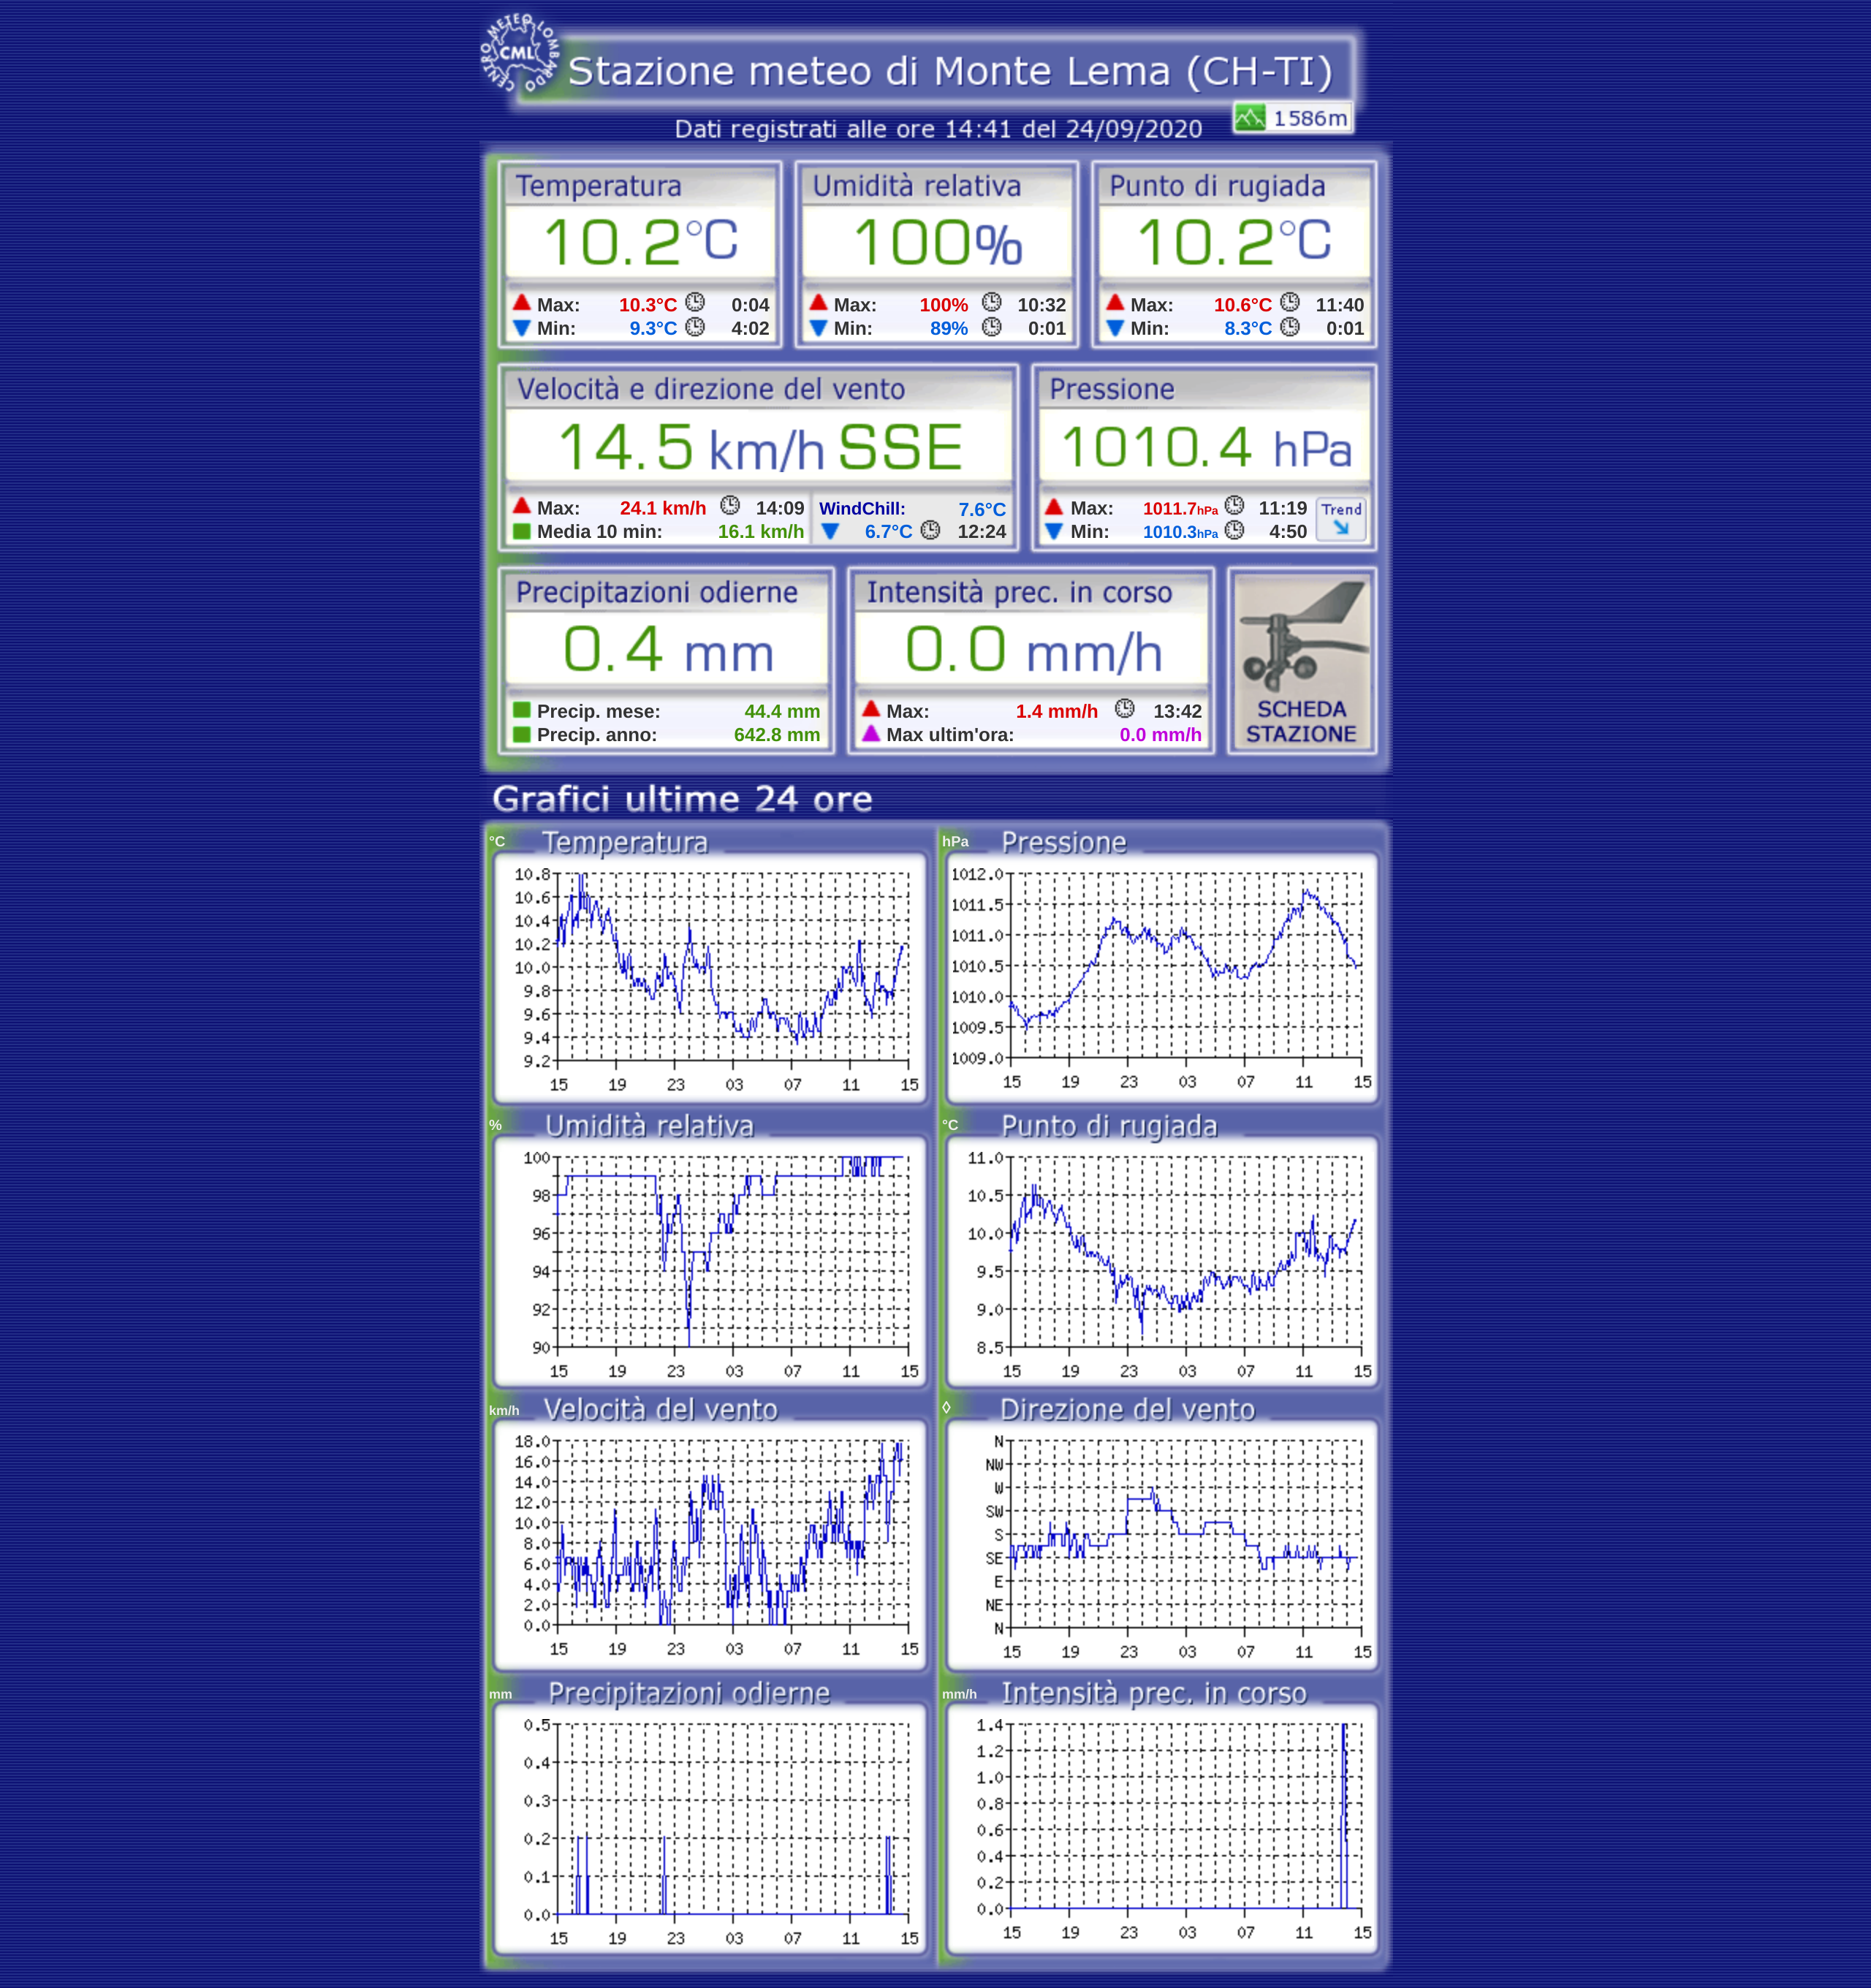 CENTRO METEO LOMBARDO
CML
Stazione meteo di Monte Lema (CH-TI)
1586m
Dati registrati alle ore 14:41 del 24/09/2020
Temperatura
10.2°C
Max: 10.3°C 0:04
Min: 9.3°C 4:02
Umidità relativa
100%
Max: 100% 10:32
Min: 89% 0:01
Punto di rugiada
10.2°C
Max: 10.6°C 11:40
Min: 8.3°C 0:01
Velocità e direzione del vento
14.5 km/h SSE
Max: 24.1 km/h 14:09
Media 10 min: 16.1 km/h
WindChill: 7.6°C
6.7°C 12:24
Pressione
1010.4 hPa
Max: 1011.7hPa 11:19
Min: 1010.3hPa 4:50
Trend
Precipitazioni odierne
0.4 mm
Precip. mese: 44.4 mm
Precip. anno: 642.8 mm
Intensità prec. in corso
0.0 mm/h
Max: 1.4 mm/h 13:42
Max ultim'ora: 0.0 mm/h
SCHEDA
STAZIONE
Grafici ultime 24 ore
°C Temperatura
10.8
10.6
10.4
10.2
10.0
9.8
9.6
9.4
9.2
15 19 23 03 07 11 15
hPa Pressione
1012.0
1011.5
1011.0
1010.5
1010.0
1009.5
1009.0
15 19 23 03 07 11 15
% Umidità relativa
100
98
96
94
92
90
15 19 23 03 07 11 15
°C Punto di rugiada
11.0
10.5
10.0
9.5
9.0
8.5
15 19 23 03 07 11 15
km/h Velocità del vento
18.0
16.0
14.0
12.0
10.0
8.0
6.0
4.0
2.0
0.0
15 19 23 03 07 11 15
◊ Direzione del vento
N
NW
W
SW
S
SE
E
NE
N
15 19 23 03 07 11 15
mm Precipitazioni odierne
0.5
0.4
0.3
0.2
0.1
0.0
15 19 23 03 07 11 15
mm/h Intensità prec. in corso
1.4
1.2
1.0
0.8
0.6
0.4
0.2
0.0
15 19 23 03 07 11 15